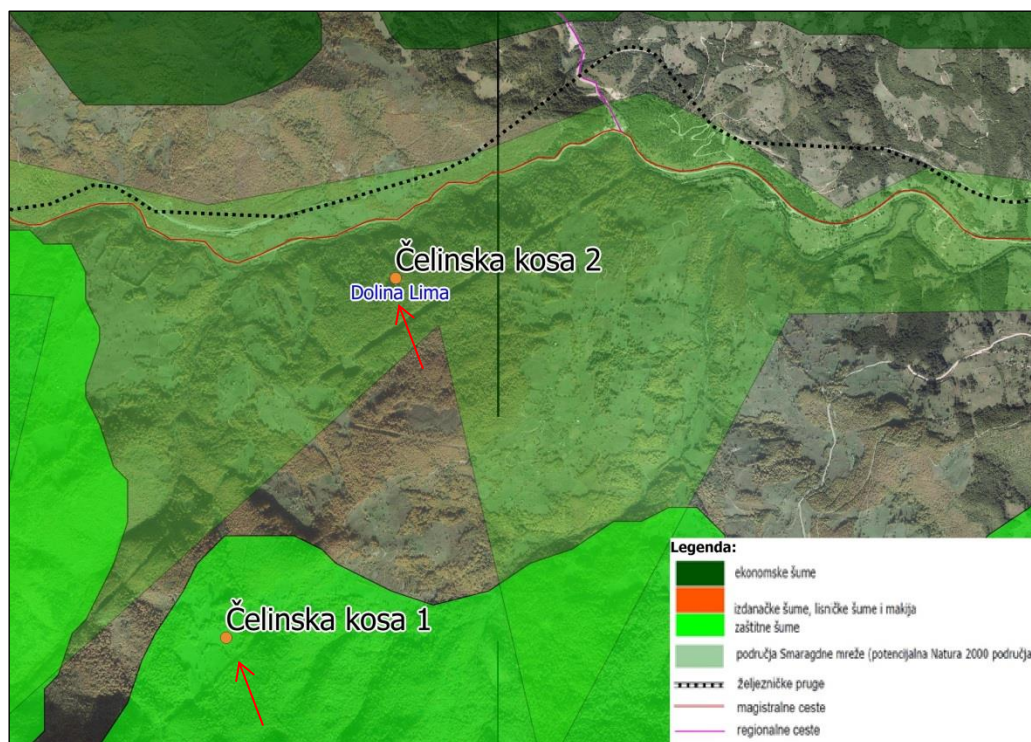 Čelinska kosa 2
Dolina Lima
Čelinska kosa 1
Legenda:
ekonomske šume
izdanačke šume, lisničke šume i makija
zaštitne šume
područja Smaragdne mreže (potencijalna Natura 2000 područja
željezničke pruge
magistralne ceste
regionalne ceste